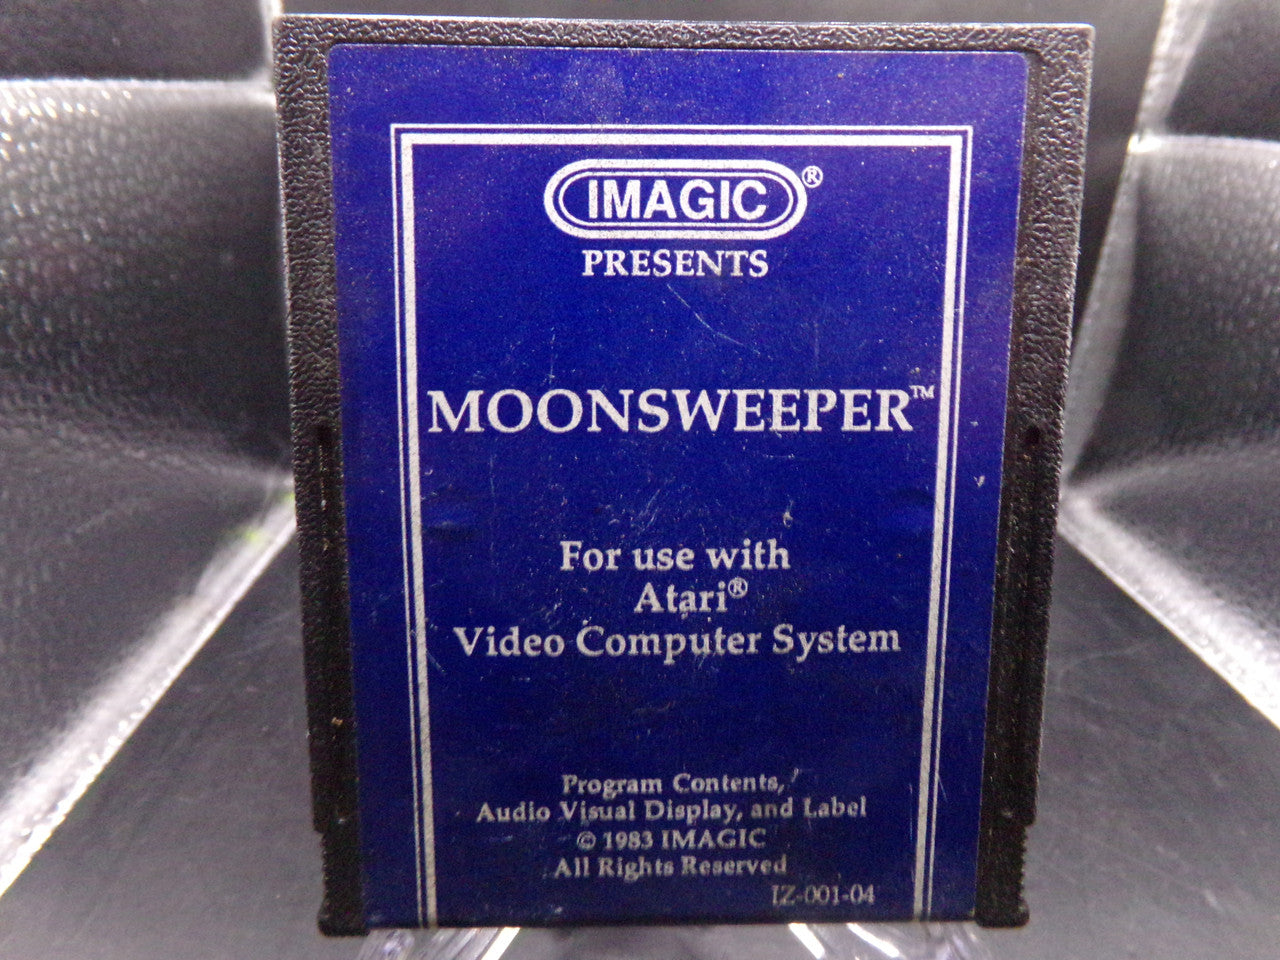 IMAGIC®
PRESENTS
MOONSWEEPER™
For use with
Atari®
Video Computer System
Program Contents,
Audio Visual Display, and Label
© 1983 IMAGIC
All Rights Reserved
IZ-001-04